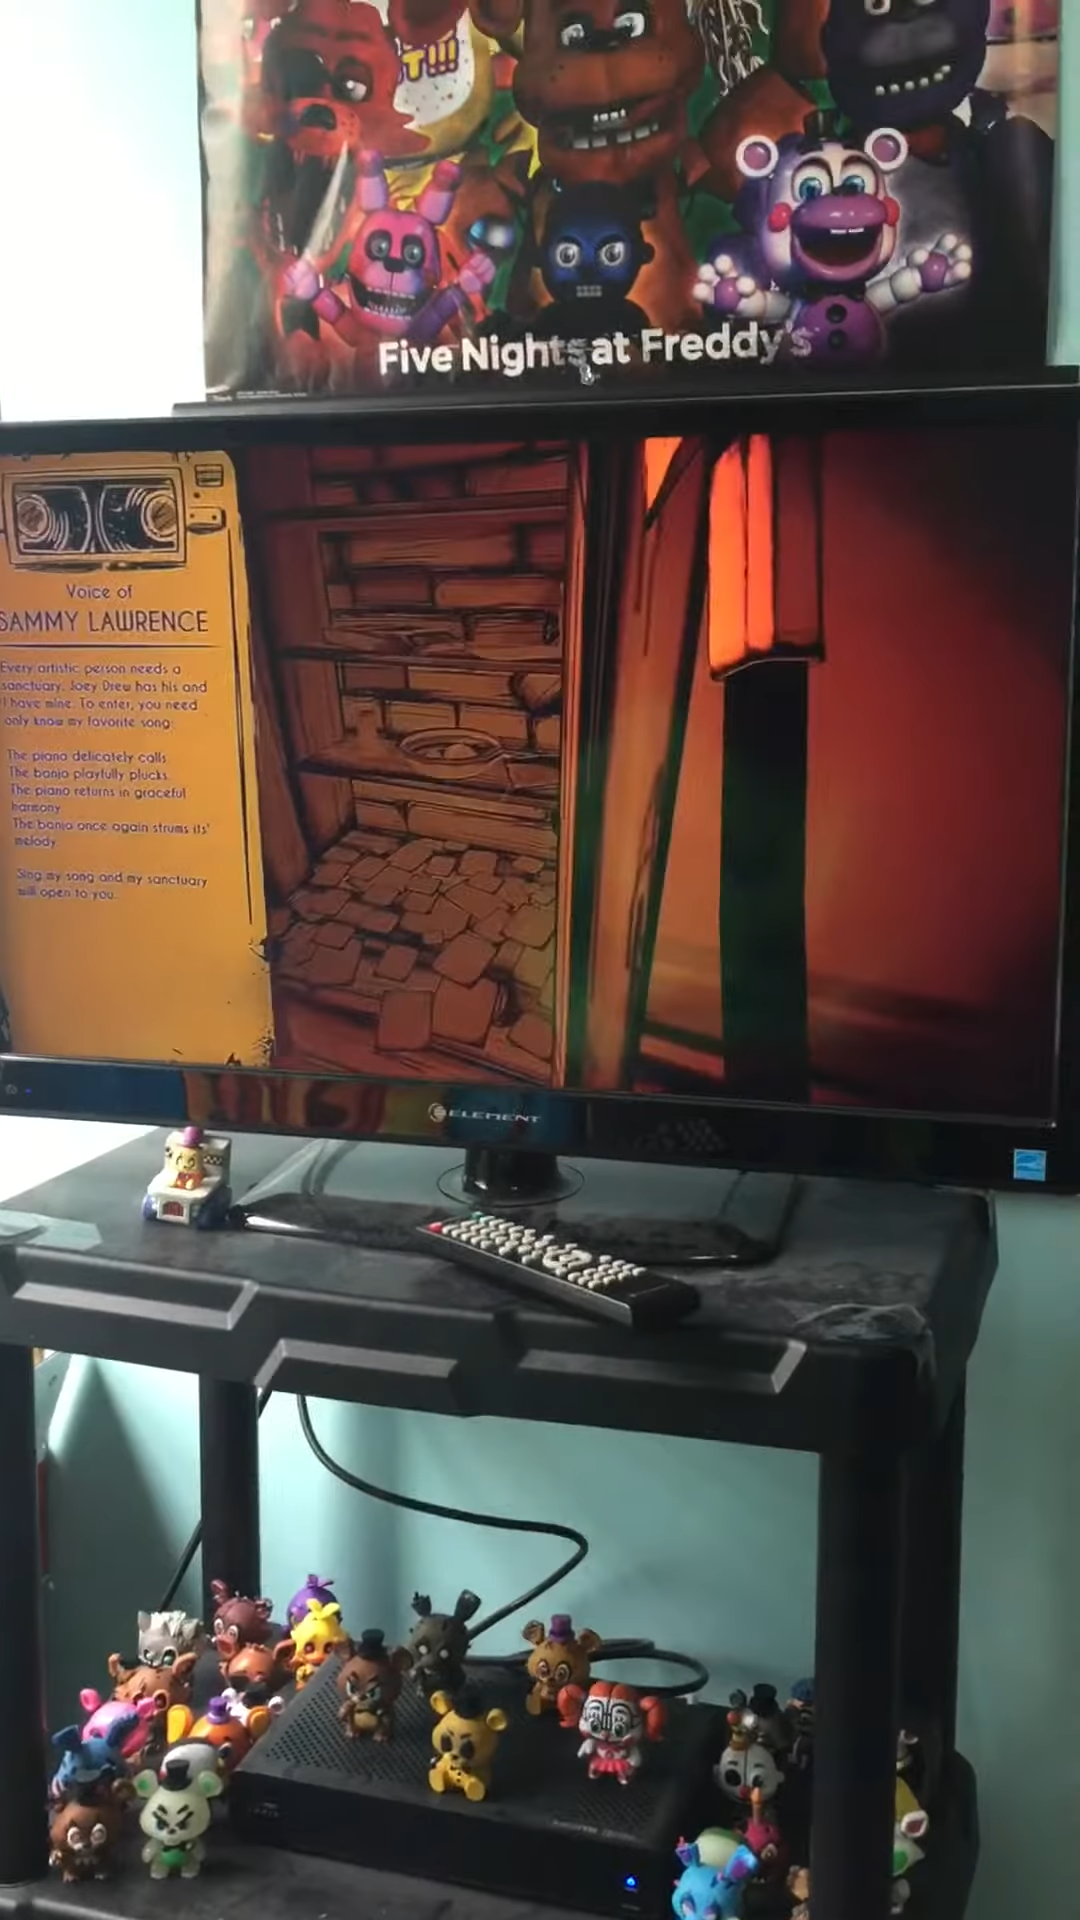 T!!!
Five Nights at Freddy's
Voice of
SAMMY LAWRENCE
Every artistic person needs a
sanctuary. Joey Drew has his and
I have mine. To enter, you need
only know my favorite song:
The piano delicately calls.
The banjo playfully plucks.
The piano returns in graceful
harmony.
The banjo once again strums its'
melody.
Sing my song and my sanctuary
will open to you.
ELEMENT